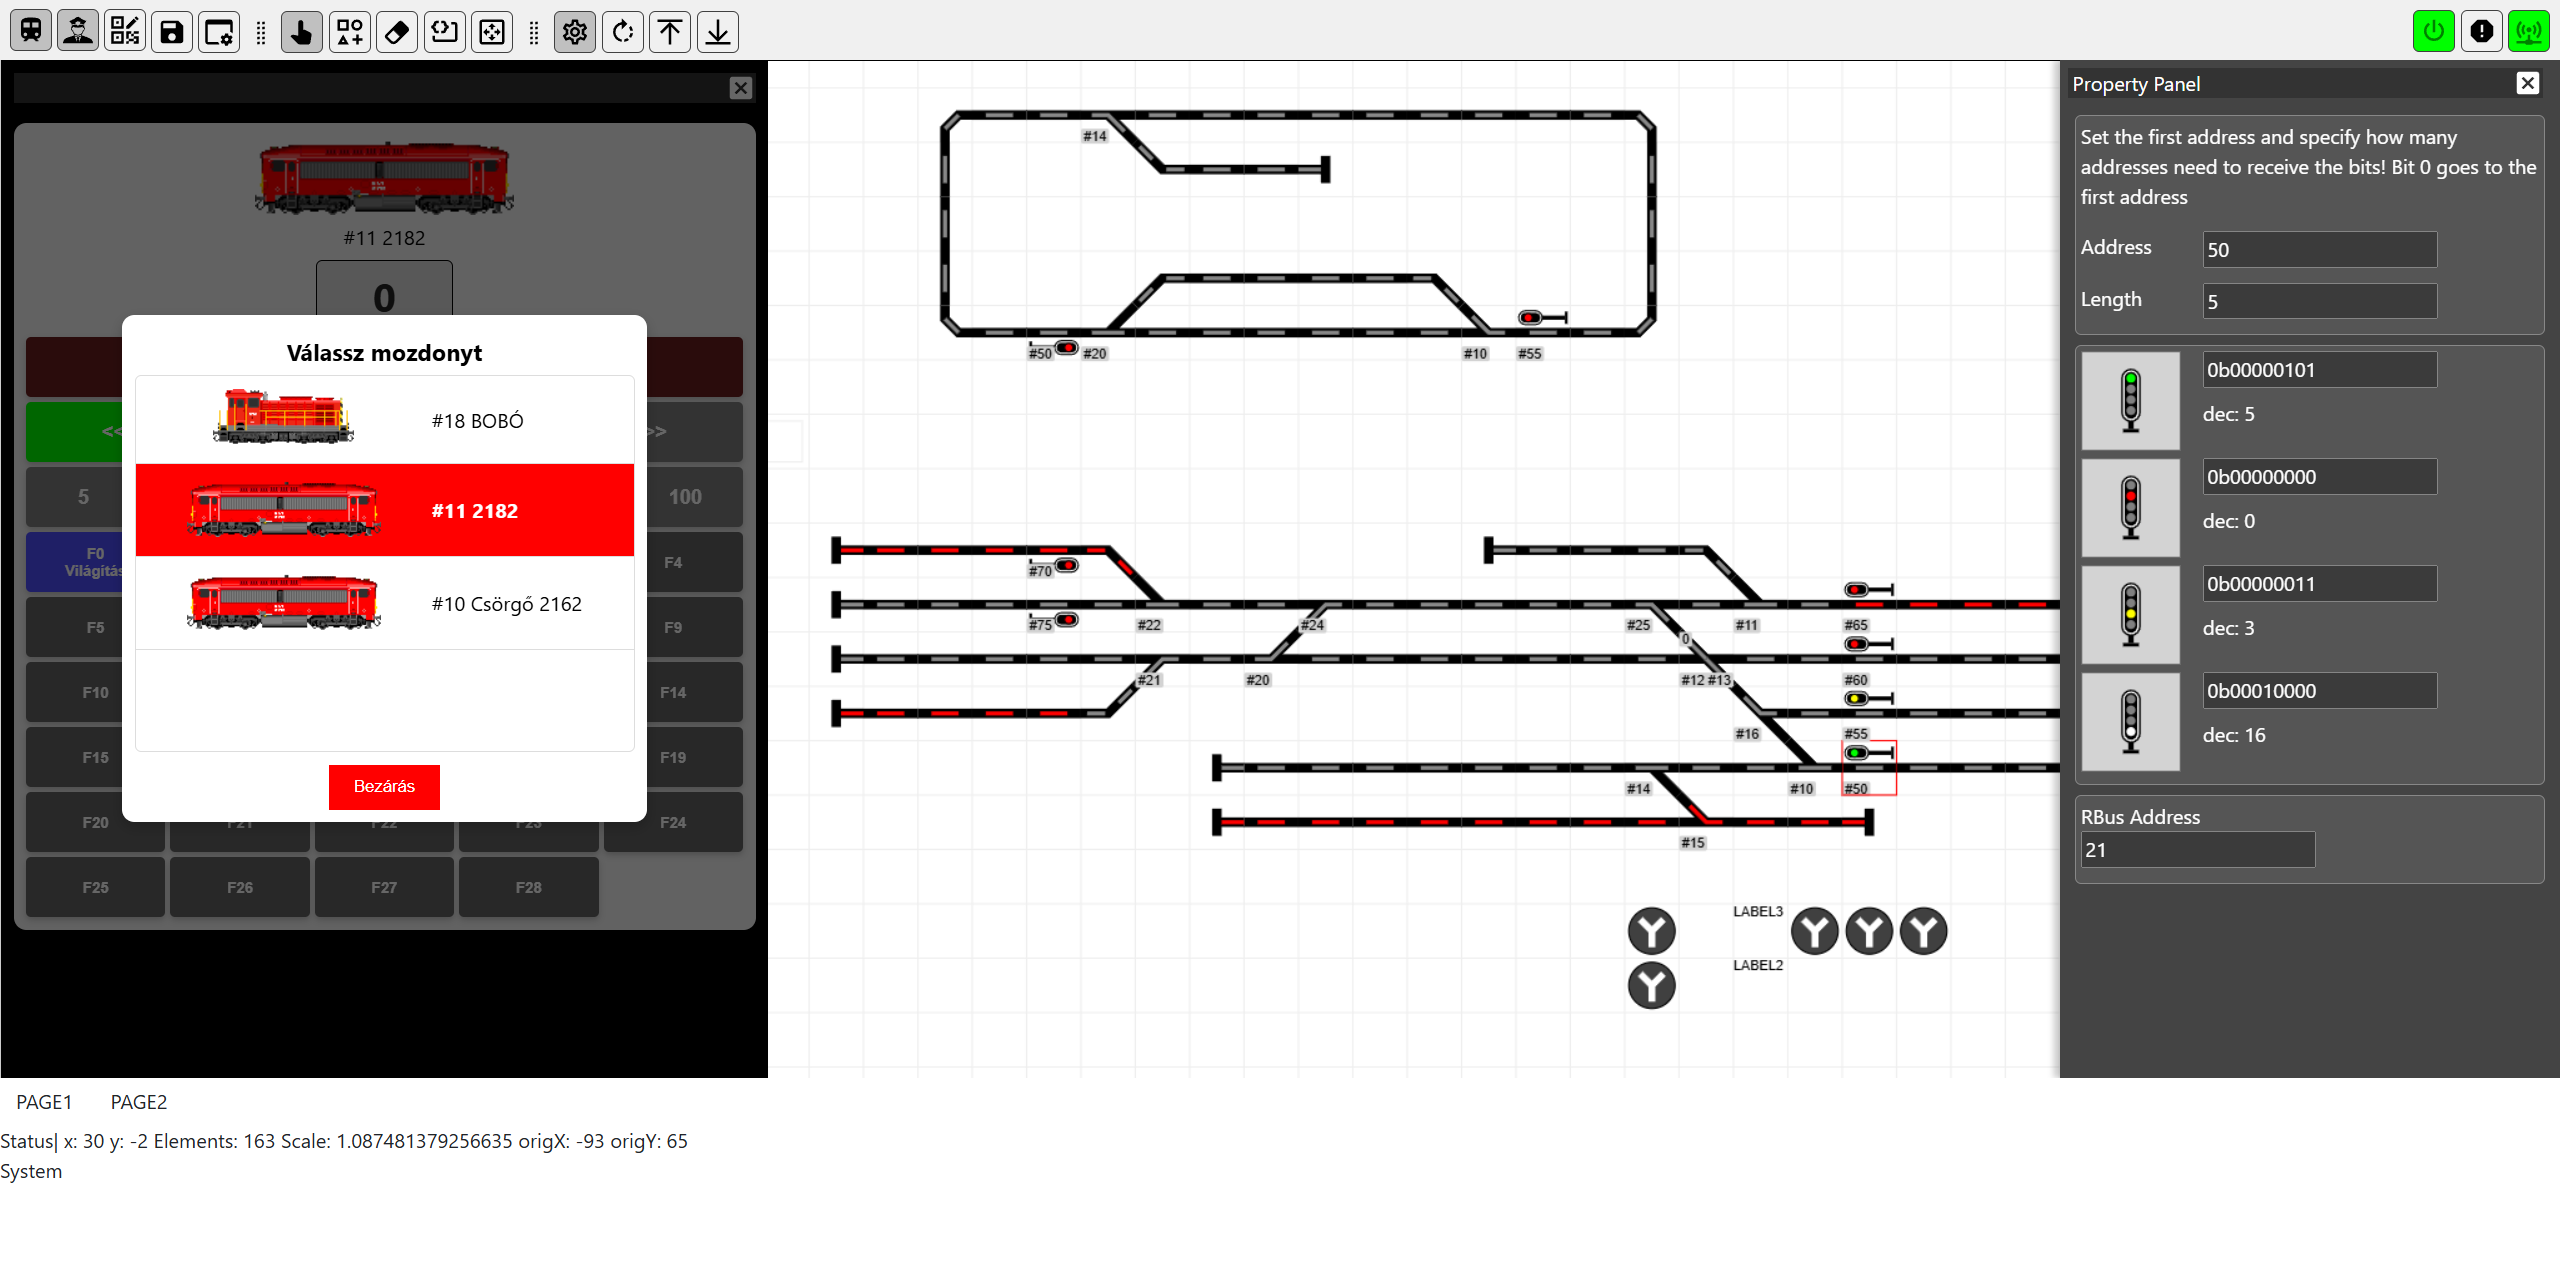 Property Panel
Set the first address and specify how many
addresses need to receive the bits! Bit 0 goes to the
first address
Address
50
Length
5
0b00000101
dec: 5
0b00000000
dec: 0
0b00000011
dec: 3
0b00010000
dec: 16
RBus Address
21
#11 2182
0
<<
>>
5
100
F0
Világítás
F4
F5
F9
F10
F14
F15
F19
F20
F21
F22
F23
F24
F25
F26
F27
F28
Válassz mozdonyt
#18 BOBÓ
#11 2182
#10 Csörgő 2162
Bezárás
#14
#50
#20
#10
#55
#70
#75
#22
#24
#25
#11
#65
0
#21
#20
#12
#13
#60
#16
#55
#14
#10
#50
#15
LABEL3
LABEL2
PAGE1
PAGE2
Status| x: 30 y: -2 Elements: 163 Scale: 1.087481379256635 origX: -93 origY: 65
System